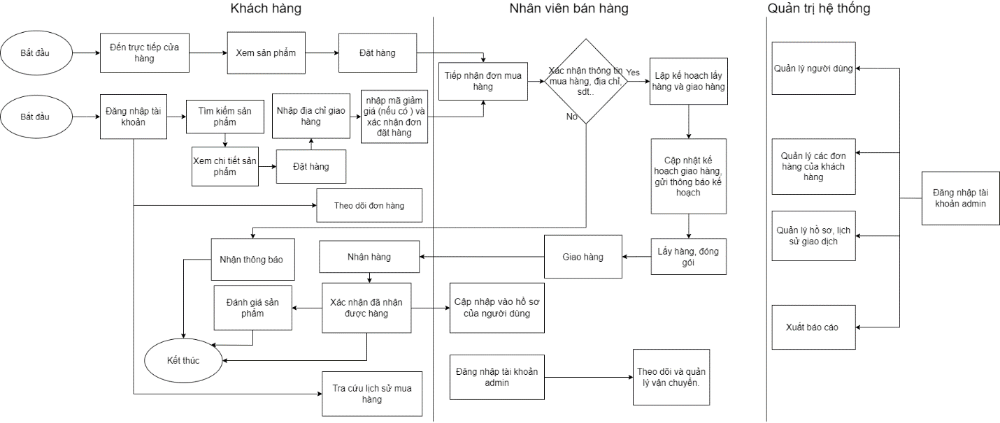 Khách hàng
Nhân viên bán hàng
Quản trị hệ thống
Bắt đầu
Đến trực tiếp cửa
hàng
Xem sản phẩm
Đặt hàng
Tiếp nhận đơn mua
hàng
Xác nhận thông tin
mua hàng, địa chỉ,
sdt..
Yes
No
Lập kế hoạch lấy
hàng và giao hàng
Quản lý người dùng
Bắt đầu
Đăng nhập tài
khoản
Tìm kiếm sản
phẩm
Xem chi tiết sản
phẩm
Đặt hàng
Nhập địa chỉ giao
hàng
nhập mã giảm
giá (nếu có ) và
xác nhận đơn
đặt hàng
Cập nhật kế
hoạch giao hàng,
gửi thông báo kế
hoạch
Quản lý các đơn
hàng của khách
hàng
Đăng nhập tài
khoản admin
Theo dõi đơn hàng
Quản lý hồ sơ, lịch
sử giao dịch
Nhận thông báo
Nhận hàng
Giao hàng
Lấy hàng, đóng
gói
Đánh giá sản
phẩm
Xác nhận đã nhận
được hàng
Cập nhập vào hồ sơ
của người dùng
Xuất báo cáo
Kết thúc
Đăng nhập tài khoản
admin
Theo dõi và quản
lý vận chuyển.
Tra cứu lịch sử mua
hàng